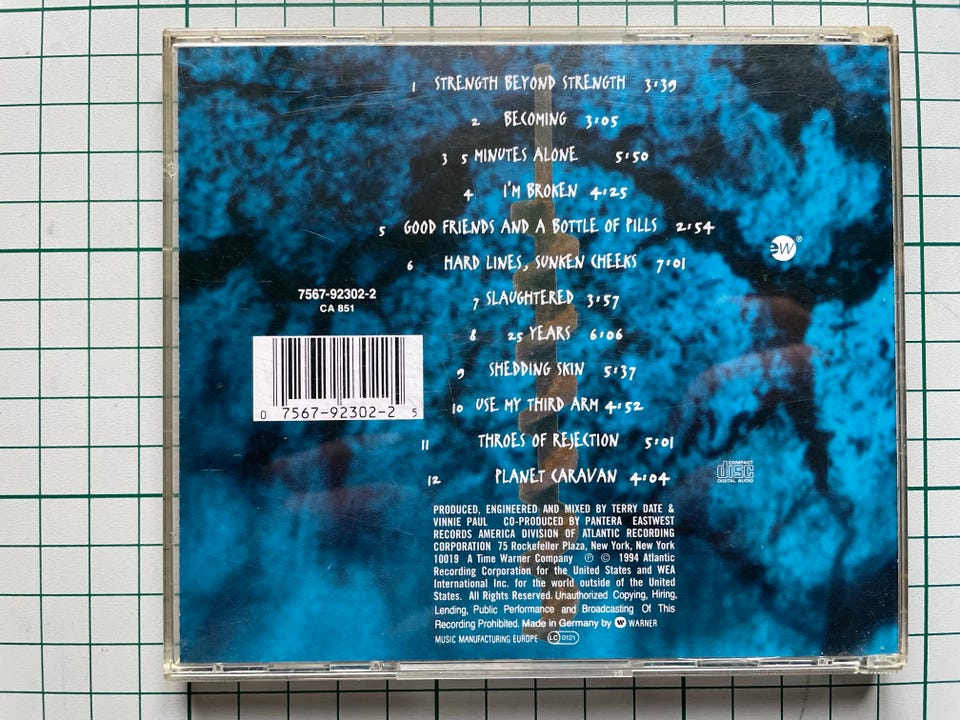 1 STRENGTH BEYOND STRENGTH 3:39
2 BECOMING 3:05
3 5 MINUTES ALONE 5:50
4 I'M BROKEN 4:25
5 GOOD FRIENDS AND A BOTTLE OF PILLS 2:54
6 HARD LINES, SUNKEN CHEEKS 7:01
7 SLAUGHTERED 3:57
8 25 YEARS 6:06
9 SHEDDING SKIN 5:37
10 USE MY THIRD ARM 4:52
11 THROES OF REJECTION 5:01
12 PLANET CARAVAN 4:04
ew®
7567-92302-2
CA 851
0 7567-92302-2 5
COMPACT
disc
DIGITAL AUDIO
PRODUCED, ENGINEERED AND MIXED BY TERRY DATE &
VINNIE PAUL CO-PRODUCED BY PANTERA EASTWEST
RECORDS AMERICA DIVISION OF ATLANTIC RECORDING
CORPORATION 75 Rockefeller Plaza, New York, New York
10019 A Time Warner Company ℗ © 1994 Atlantic
Recording Corporation for the United States and WEA
International Inc. for the world outside of the United
States. All Rights Reserved. Unauthorized Copying, Hiring,
Lending, Public Performance and Broadcasting Of This
Recording Prohibited. Made in Germany by WARNER
MUSIC MANUFACTURING EUROPE LC 0121